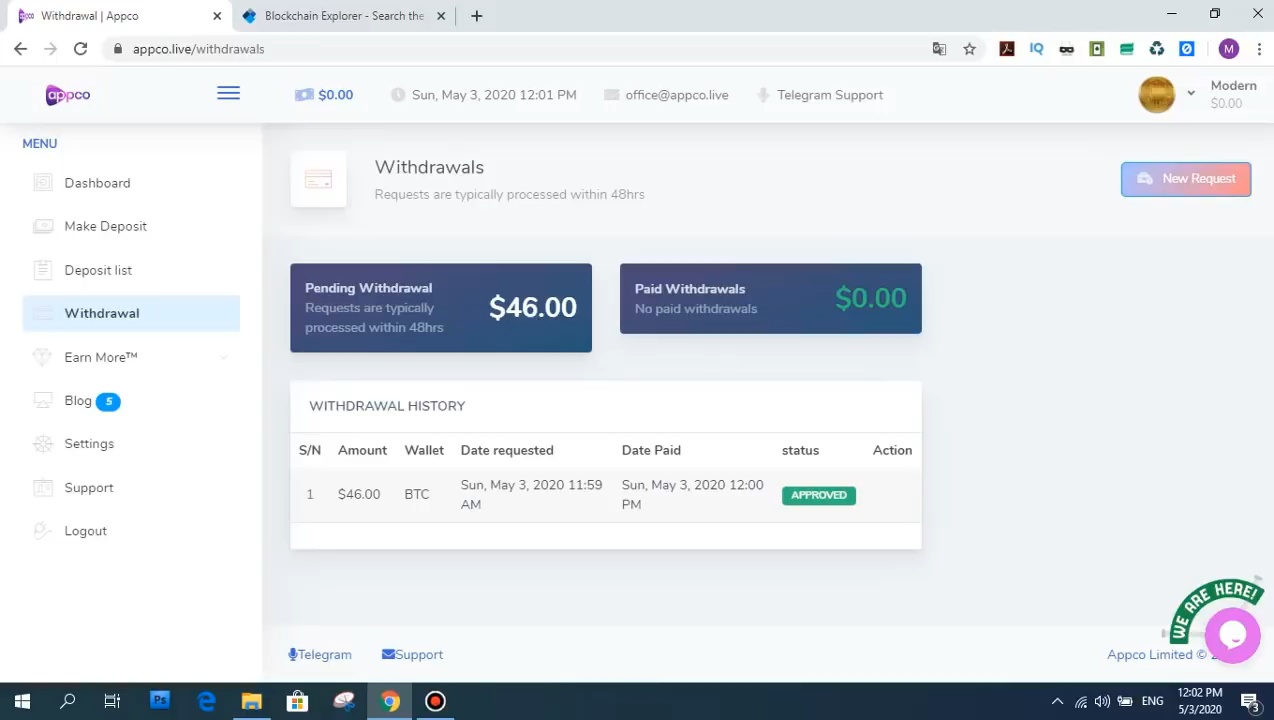 Withdrawal | Appco
Blockchain Explorer - Search the
appco.live/withdrawals
IQ
M
appco
$0.00
Sun, May 3, 2020 12:01 PM
office@appco.live
Telegram Support
Modern
$0.00
MENU
Dashboard
Make Deposit
Deposit list
Withdrawal
Earn More™
Blog 5
Settings
Support
Logout
Withdrawals
Requests are typically processed within 48hrs
New Request
Pending Withdrawal
Requests are typically
processed within 48hrs
$46.00
Paid Withdrawals
No paid withdrawals
$0.00
WITHDRAWAL HISTORY
S/N Amount Wallet Date requested Date Paid status Action
1 $46.00 BTC Sun, May 3, 2020 11:59 AM Sun, May 3, 2020 12:00 PM APPROVED
WE ARE HERE!
Telegram
Support
Appco Limited ©
Ps
ENG
12:02 PM
5/3/2020
3